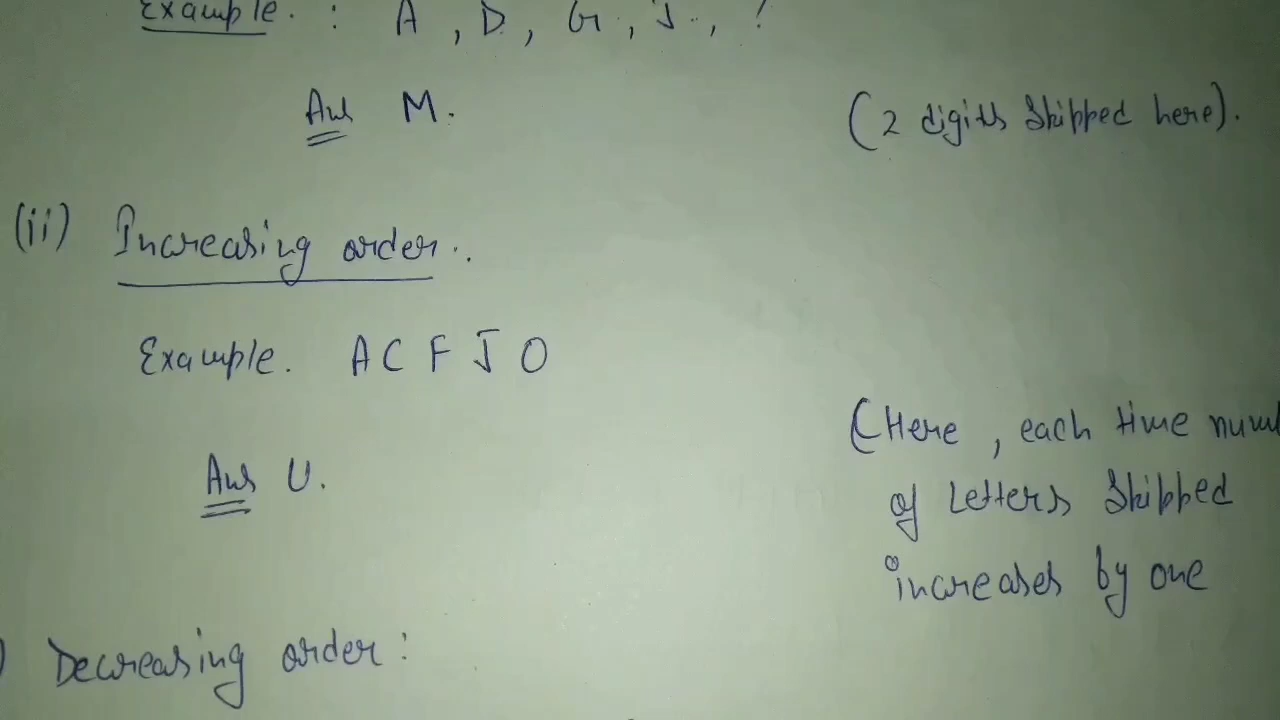 Example. : A , D , G , J , ?
Ans M.
(2 digits skipped here).
(ii) Increasing order.
Example. A C F J O
(Here , each time
of Letters skipped
Ans U.
increases by one
) Decreasing order :